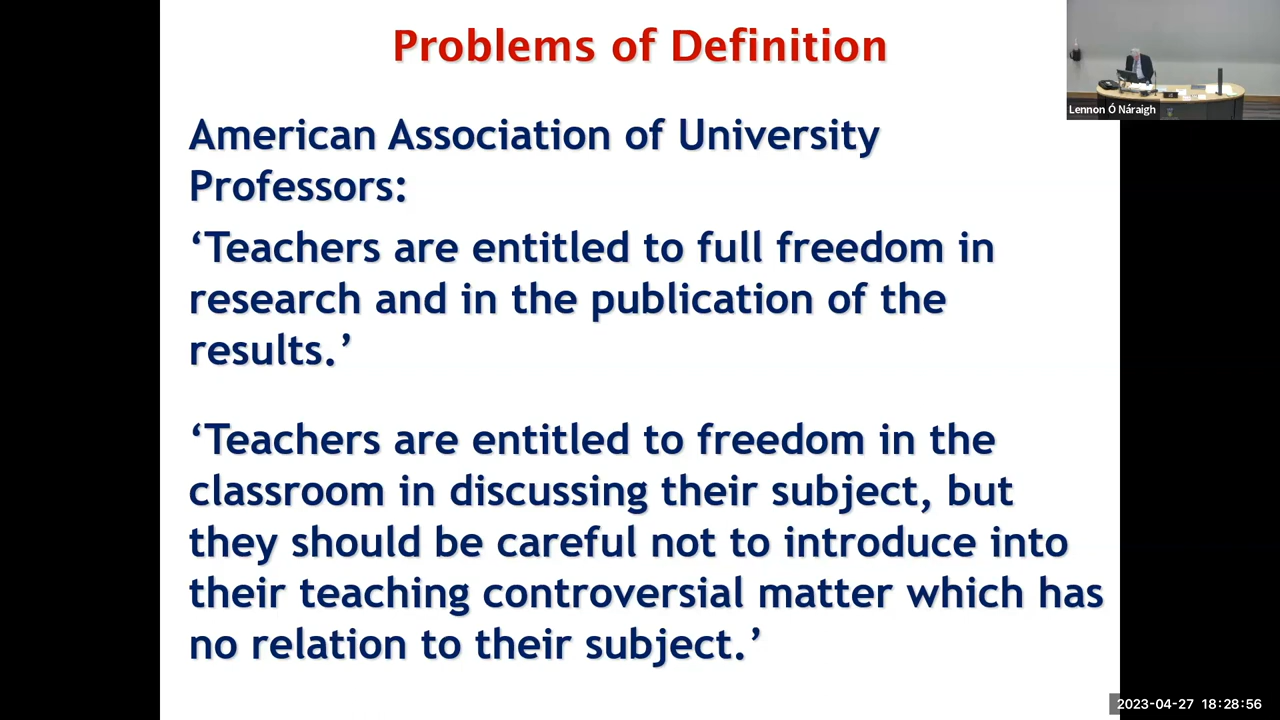 Problems of Definition
Lennon Ó Náraigh
American Association of University
Professors:
‘Teachers are entitled to full freedom in
research and in the publication of the
results.’
‘Teachers are entitled to freedom in the
classroom in discussing their subject, but
they should be careful not to introduce into
their teaching controversial matter which has
no relation to their subject.’
2023-04-27 18:28:56